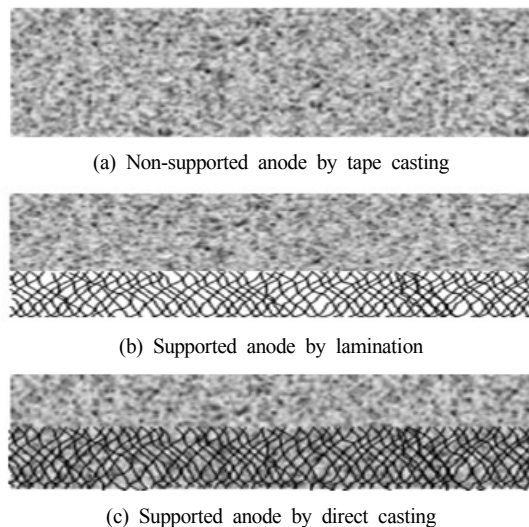 (a) Non-supported anode by tape casting
(b) Supported anode by lamination
(c) Supported anode by direct casting